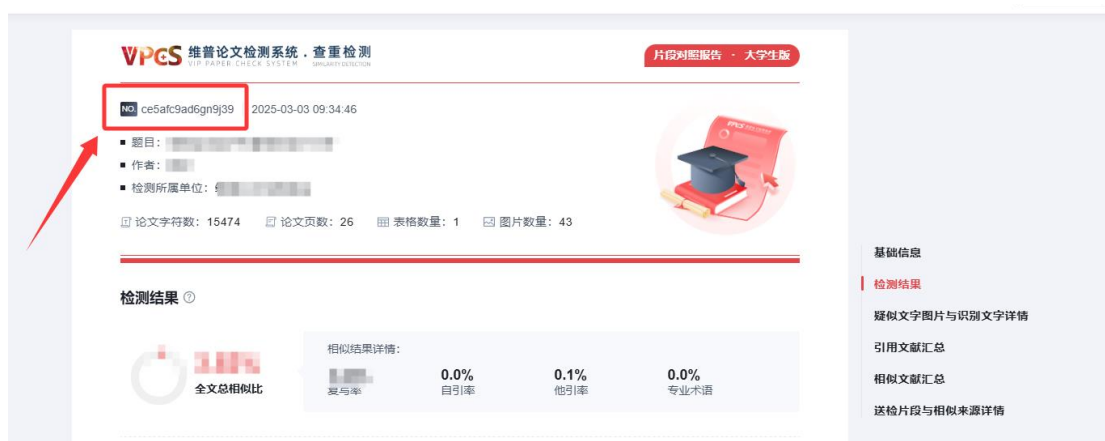 VPCS 维普论文检测系统 . 查重检测
VIP PAPER CHECK SYSTEM SIMILARITY DETECTION
片段对照报告 · 大学生版
NO. ce5afc9ad6gn9j39 2025-03-03 09:34:46
题目:
作者:
检测所属单位:
论文字符数: 15474 论文页数: 26 表格数量: 1 图片数量: 43
检测结果
相似结果详情:
0.0% 0.1% 0.0%
全文总相似比
复写率 自引率 他引率 专业术语
基础信息
检测结果
疑似文字图片与识别文字详情
引用文献汇总
相似文献汇总
送检片段与相似来源详情